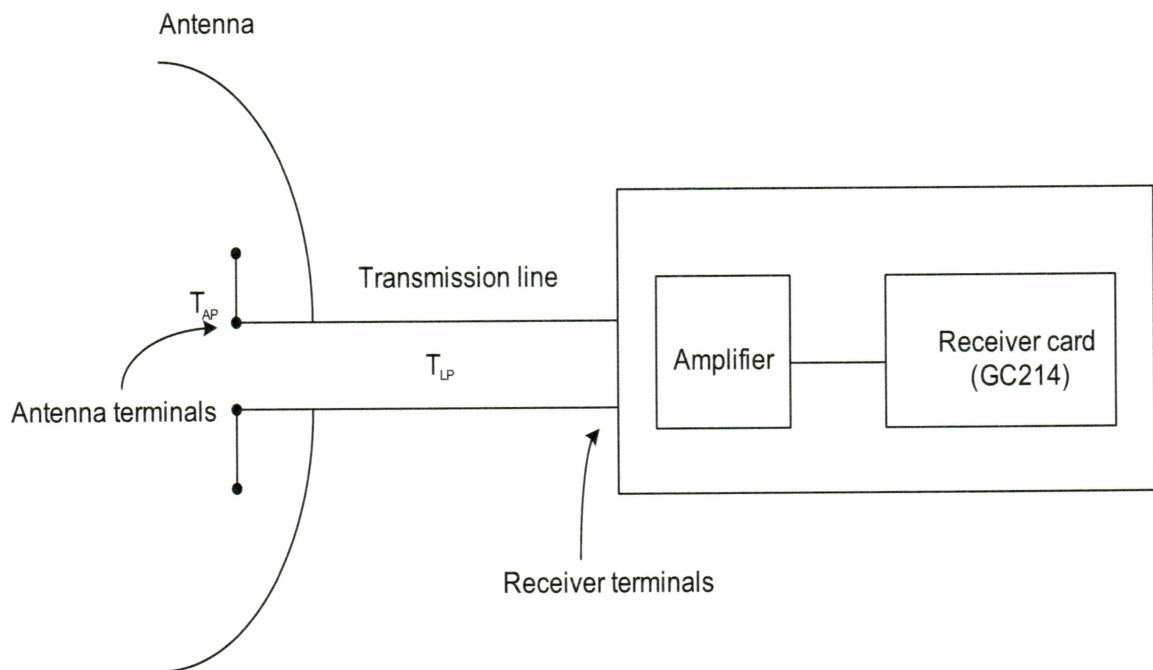 Antenna
Transmission line
T_AP
Amplifier
Receiver card
(GC214)
T_LP
Antenna terminals
Receiver terminals